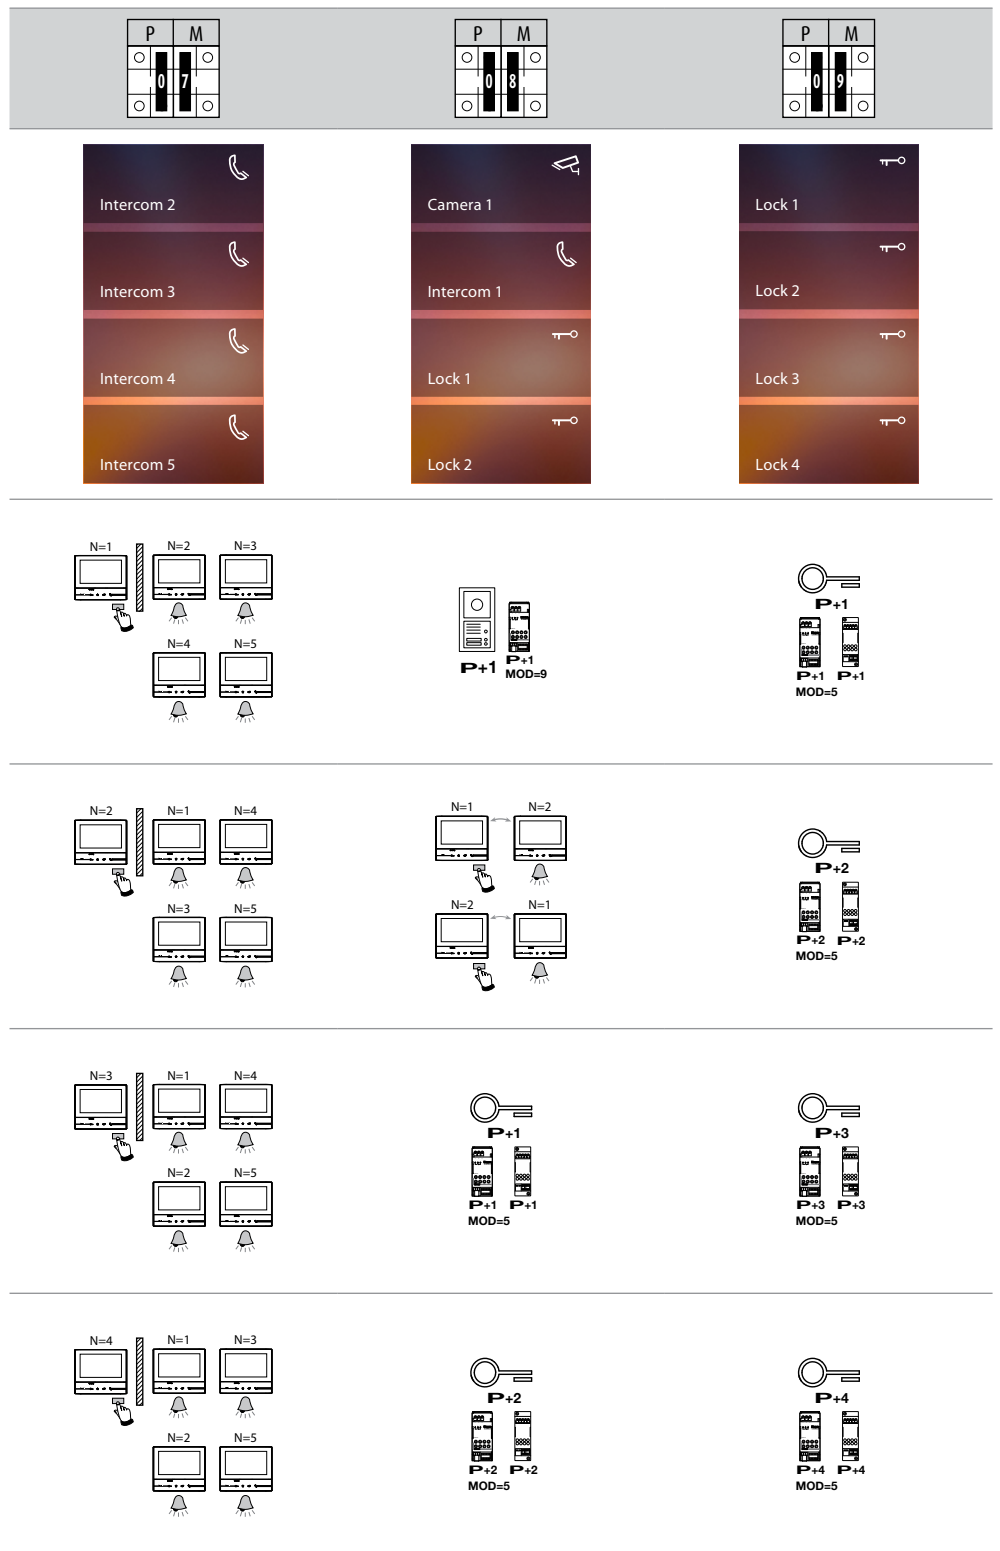 P M P M P M
0 7 0 8 0 9
Intercom 2 Camera 1 Lock 1
Intercom 3 Intercom 1 Lock 2
Intercom 4 Lock 1 Lock 3
Intercom 5 Lock 2 Lock 4
N=1 N=2 N=3
N=4 N=5
P+1 P+1
MOD=9
P+1
P+1 P+1
MOD=5
N=2 N=1 N=4
N=3 N=5
N=1 N=2
N=2 N=1
P+2
P+2 P+2
MOD=5
N=3 N=1 N=4
N=2 N=5
P+1
P+1 P+1
MOD=5
P+3
P+3 P+3
MOD=5
N=4 N=1 N=3
N=2 N=5
P+2
P+2 P+2
MOD=5
P+4
P+4 P+4
MOD=5